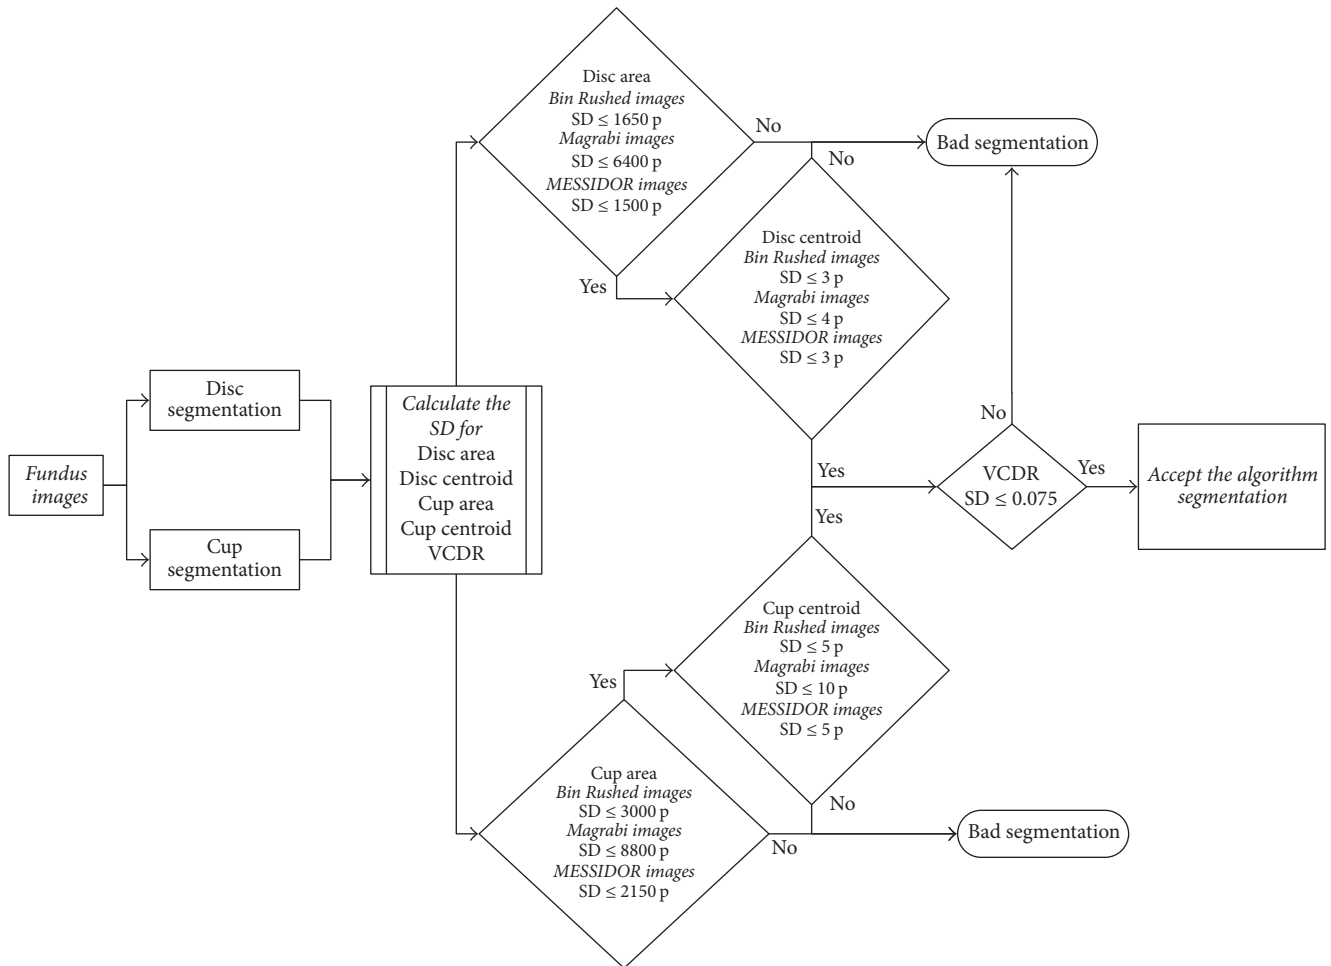 Fundus
images
Disc
segmentation
Cup
segmentation
Calculate the
SD for
Disc area
Disc centroid
Cup area
Cup centroid
VCDR
Disc area
Bin Rushed images
SD ≤ 1650 p
Magrabi images
SD ≤ 6400 p
MESSIDOR images
SD ≤ 1500 p
No
Yes
No
Disc centroid
Bin Rushed images
SD ≤ 3 p
Magrabi images
SD ≤ 4 p
MESSIDOR images
SD ≤ 3 p
Bad segmentation
Yes
No
VCDR
SD ≤ 0.075
Yes
Accept the algorithm
segmentation
Yes
Cup centroid
Bin Rushed images
SD ≤ 5 p
Magrabi images
SD ≤ 10 p
MESSIDOR images
SD ≤ 5 p
Yes
No
Cup area
Bin Rushed images
SD ≤ 3000 p
Magrabi images
SD ≤ 8800 p
MESSIDOR images
SD ≤ 2150 p
No
Bad segmentation